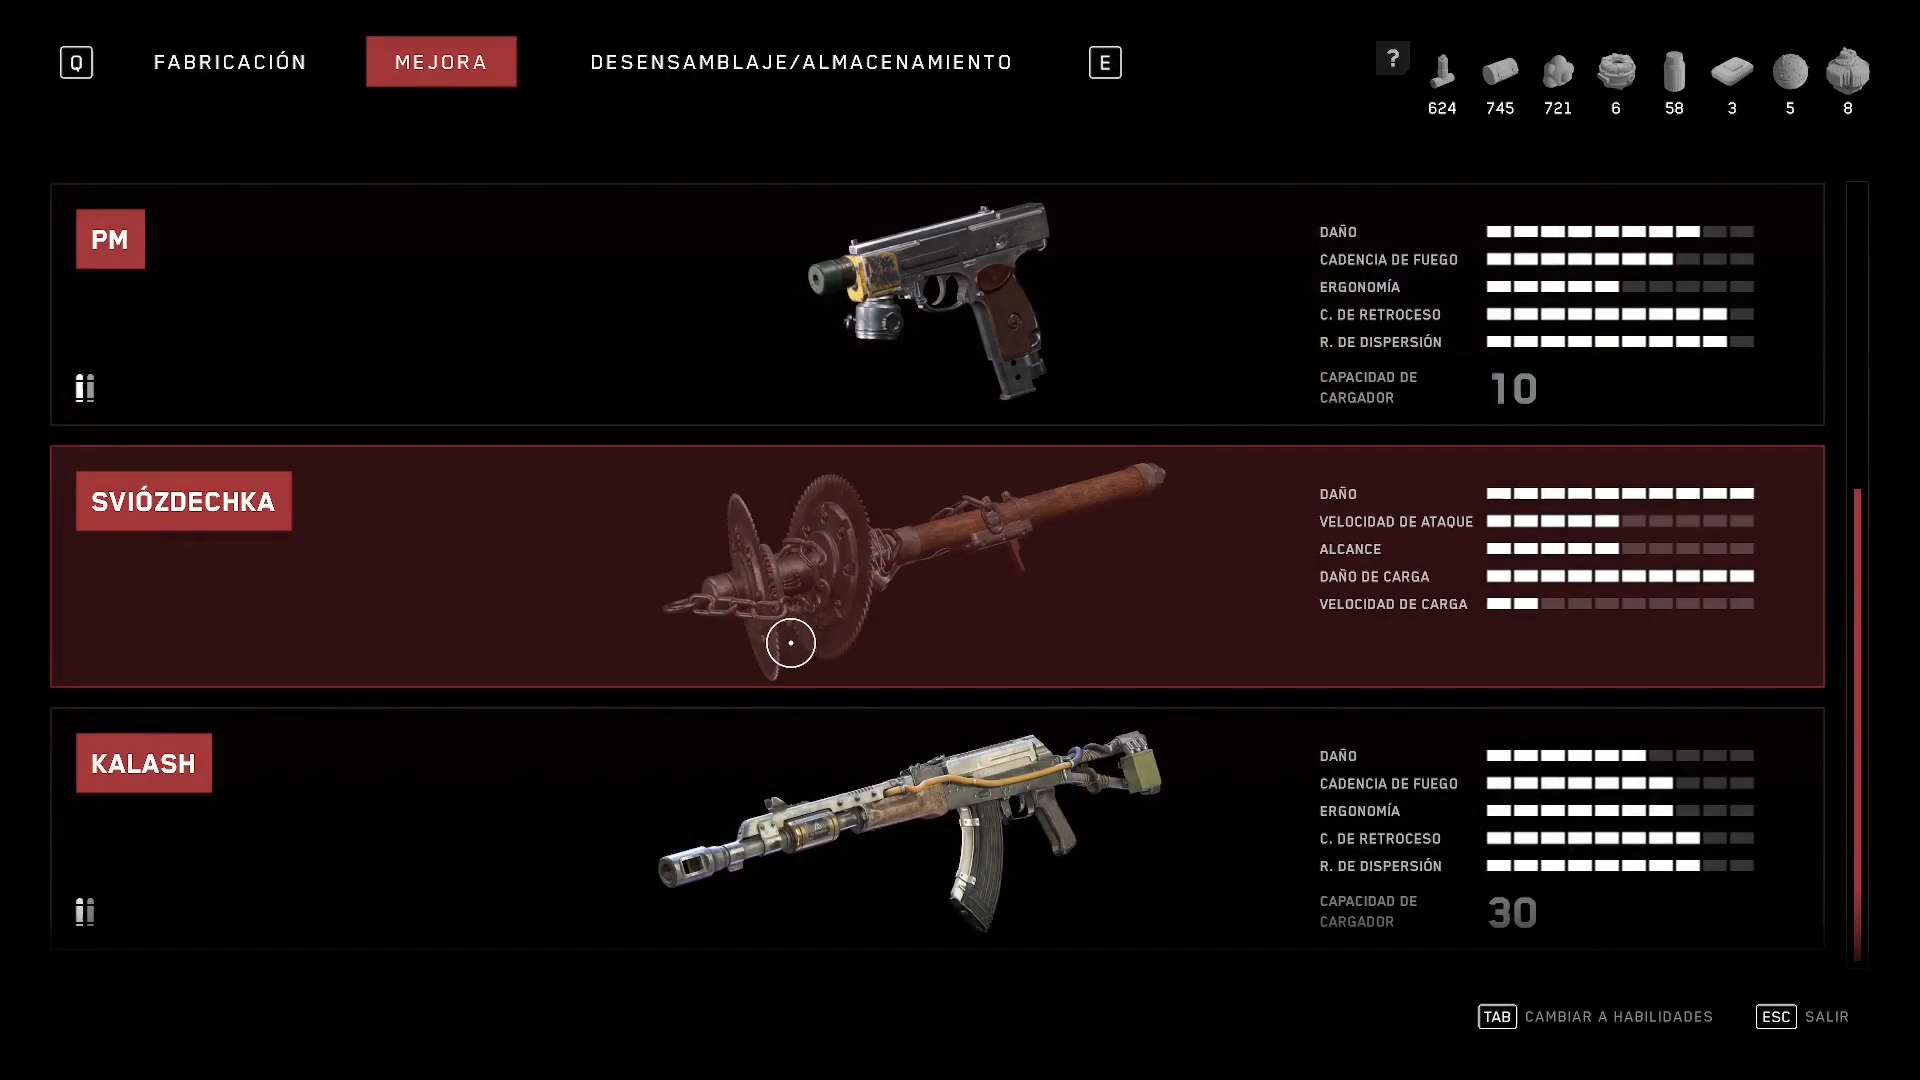 Q FABRICACIÓN MEJORA DESENSAMBLAJE/ALMACENAMIENTO E ?
624 745 721 6 58 3 5 8
PM
DAÑO
CADENCIA DE FUEGO
ERGONOMÍA
C. DE RETROCESO
R. DE DISPERSIÓN
CAPACIDAD DE
CARGADOR
10
SVIÓZDECHKA
DAÑO
VELOCIDAD DE ATAQUE
ALCANCE
DAÑO DE CARGA
VELOCIDAD DE CARGA
KALASH
DAÑO
CADENCIA DE FUEGO
ERGONOMÍA
C. DE RETROCESO
R. DE DISPERSIÓN
CAPACIDAD DE
CARGADOR
30
TAB CAMBIAR A HABILIDADES ESC SALIR